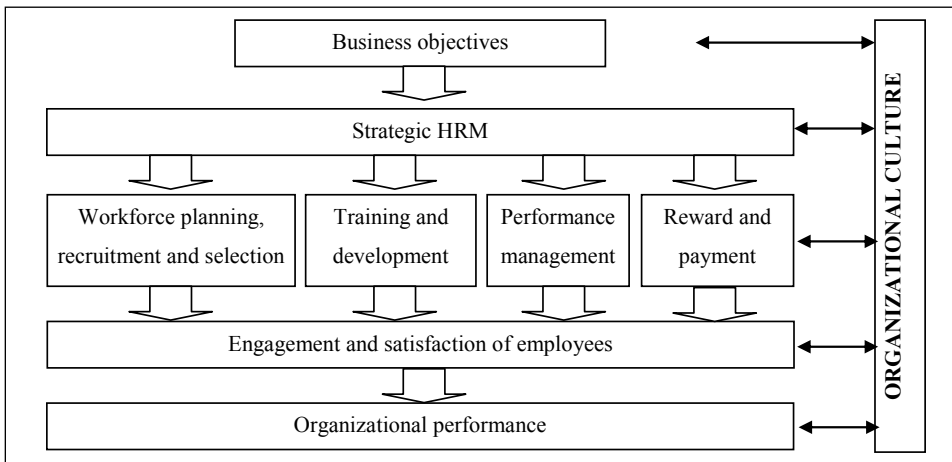 Business objectives
Strategic HRM
Workforce planning,
recruitment and selection
Training and
development
Performance
management
Reward and
payment
Engagement and satisfaction of employees
Organizational performance
ORGANIZATIONAL CULTURE